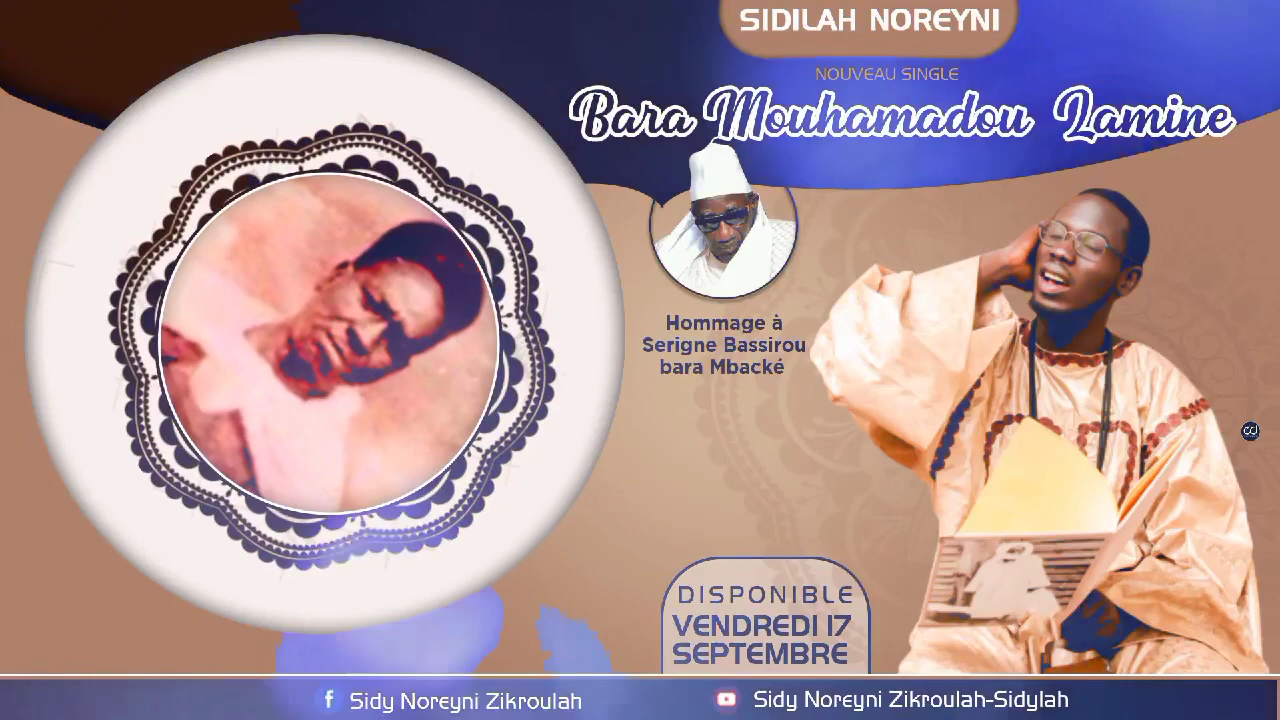 SIDILAH NOREYNI
NOUVEAU SINGLE
Bara Mouhamadou Lamine
Hommage à
Serigne Bassirou
bara Mbacké
DISPONIBLE
VENDREDI 17
SEPTEMBRE
Sidy Noreyni Zikroulah
Sidy Noreyni Zikroulah-Sidylah